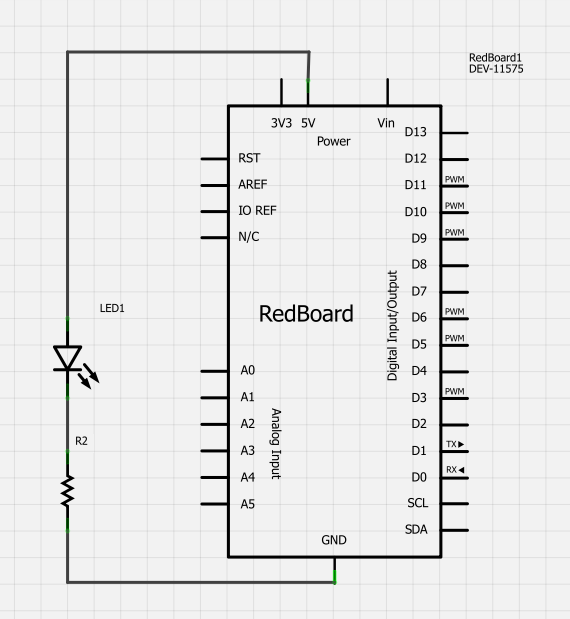 RedBoard1
DEV-11575
3V3
5V
Vin
Power
RST
AREF
IO REF
N/C
D13
D12
D11
PWM
D10
PWM
D9
PWM
D8
D7
D6
PWM
D5
PWM
D4
D3
PWM
D2
D1
TX▶
D0
RX◀
SCL
SDA
Digital Input/Output
RedBoard
LED1
R2
A0
A1
A2
A3
A4
A5
Analog Input
GND